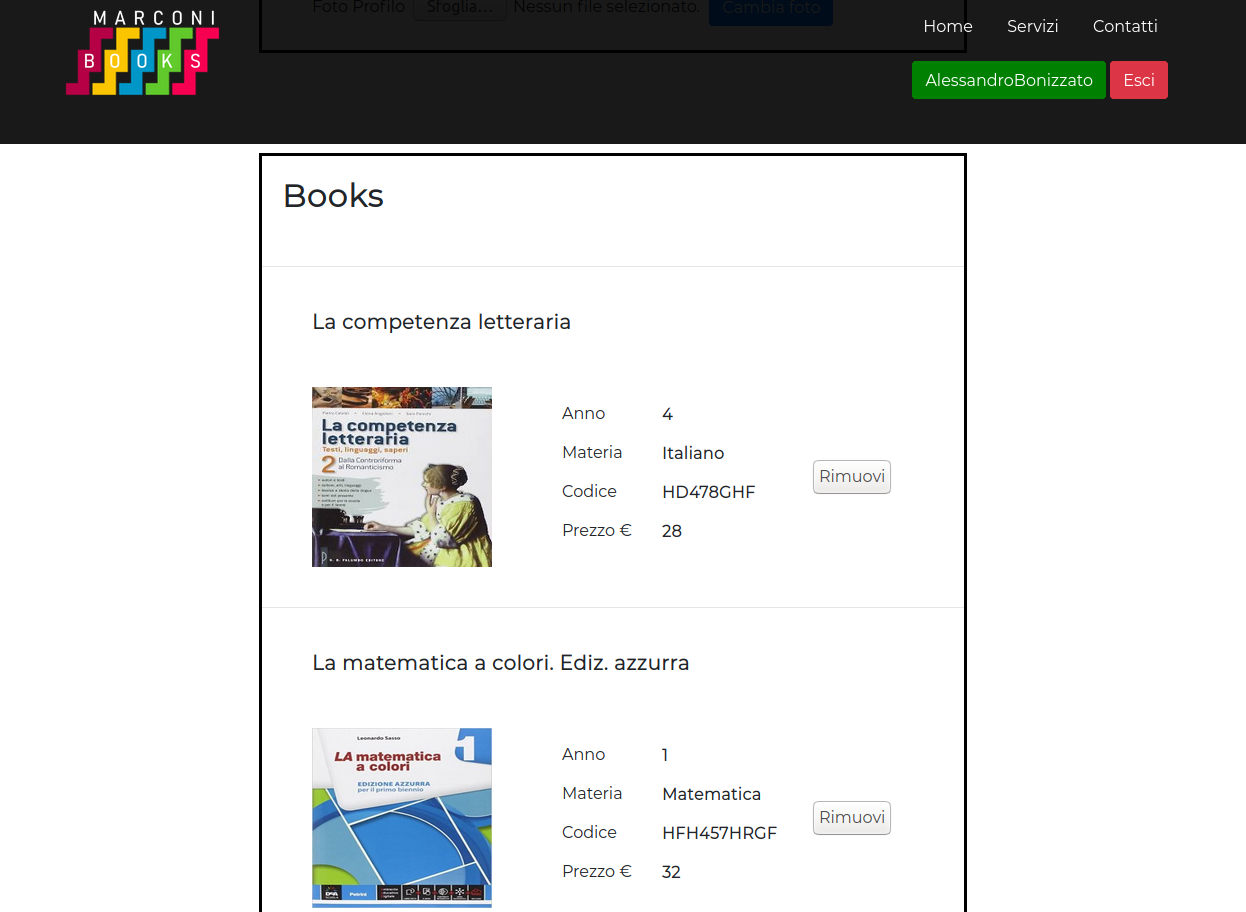 MARCONI
BOOKS
Foto Profilo Sfoglia... Nessun file selezionato. Cambia foto
Home Servizi Contatti
AlessandroBonizzato Esci
Books
La competenza letteraria
La competenza
letteraria
Testi, linguaggi, saperi
2 Dalla Controriforma
al Romanticismo
G. B. PALUMBO EDITORE
Anno 4
Materia Italiano
Codice HD478GHF
Prezzo € 28
Rimuovi
La matematica a colori. Ediz. azzurra
Leonardo Sasso
1
LA matematica
a colori
EDIZIONE AZZURRA
per il primo biennio
Petrini
Anno 1
Materia Matematica
Codice HFH457HRGF
Prezzo € 32
Rimuovi